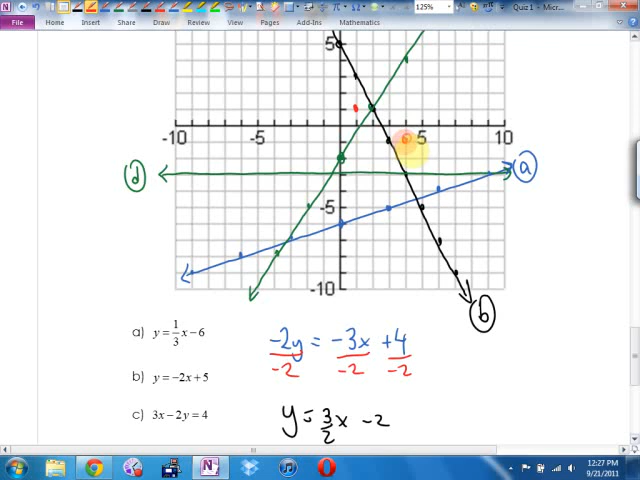 125%
Quiz 1 - Micr...
File Home Insert Share Draw Review View Add-Ins Mathematics
5
-10 -5 5 10
d
a
-5
-10
b
a) y = 1/3 x - 6
-2y = -3x +4
-2 -2 -2
b) y = -2x + 5
c) 3x - 2y = 4
y = 3/2 x - 2
12:27 PM
9/21/2011